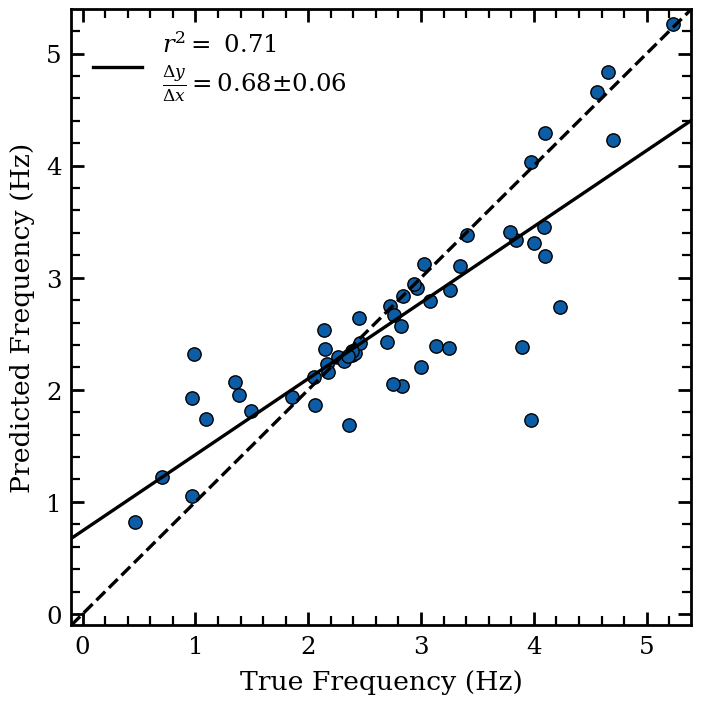 r² = 0.71
Δy/Δx = 0.68±0.06
Predicted Frequency (Hz)
5
4
3
2
1
0
0 1 2 3 4 5
True Frequency (Hz)